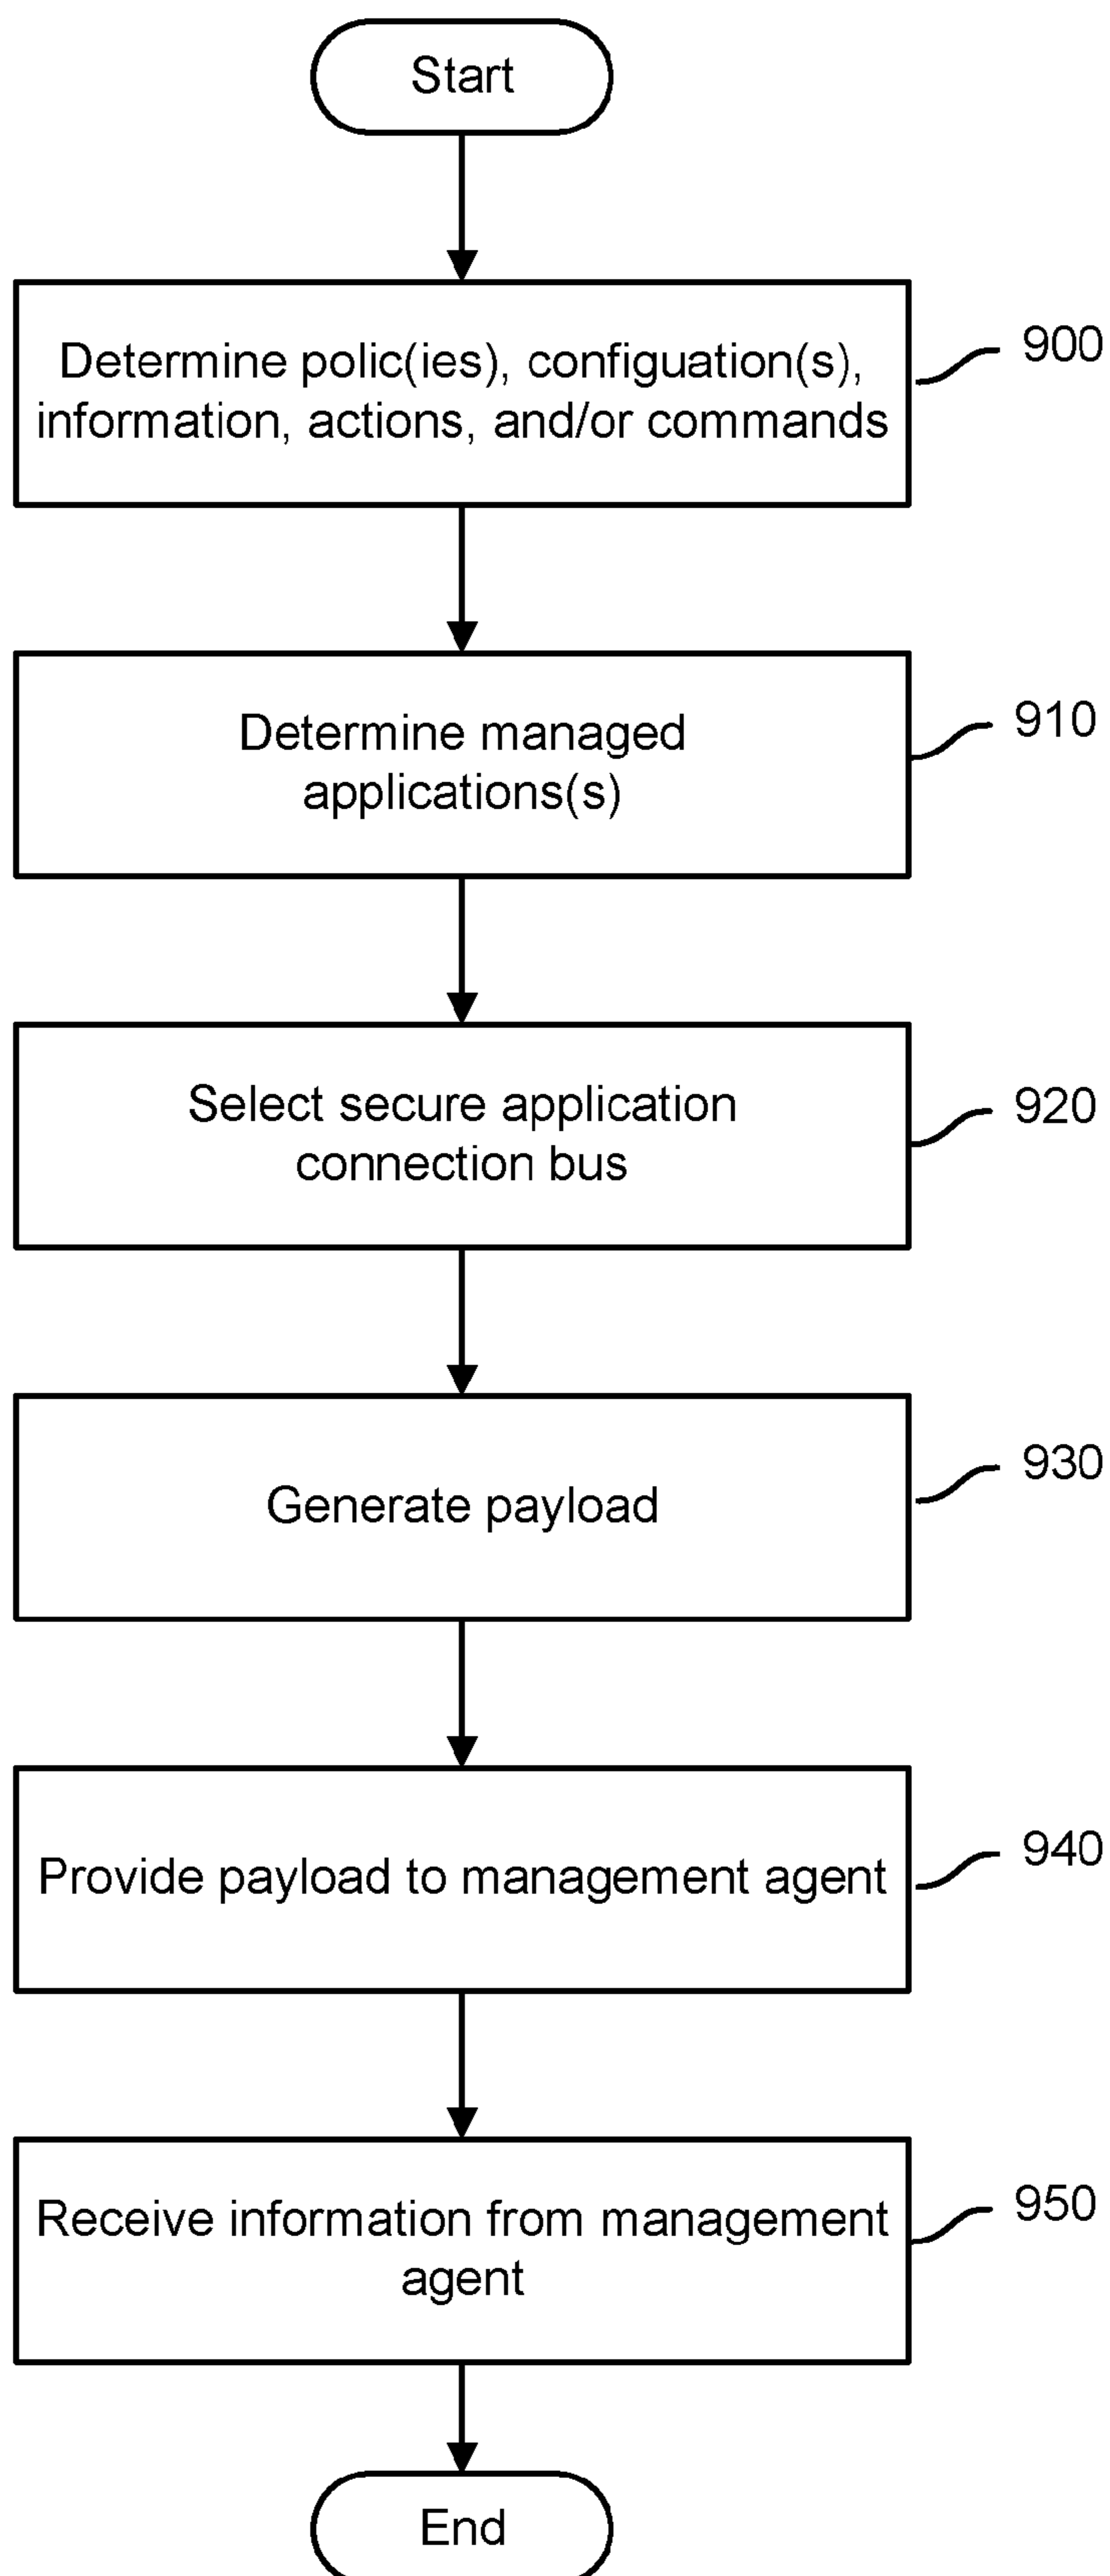 Start
Determine polic(ies), configuation(s),
information, actions, and/or commands
900
Determine managed
applications(s)
910
Select secure application
connection bus
920
Generate payload
930
Provide payload to management agent
940
Receive information from management
agent
950
End